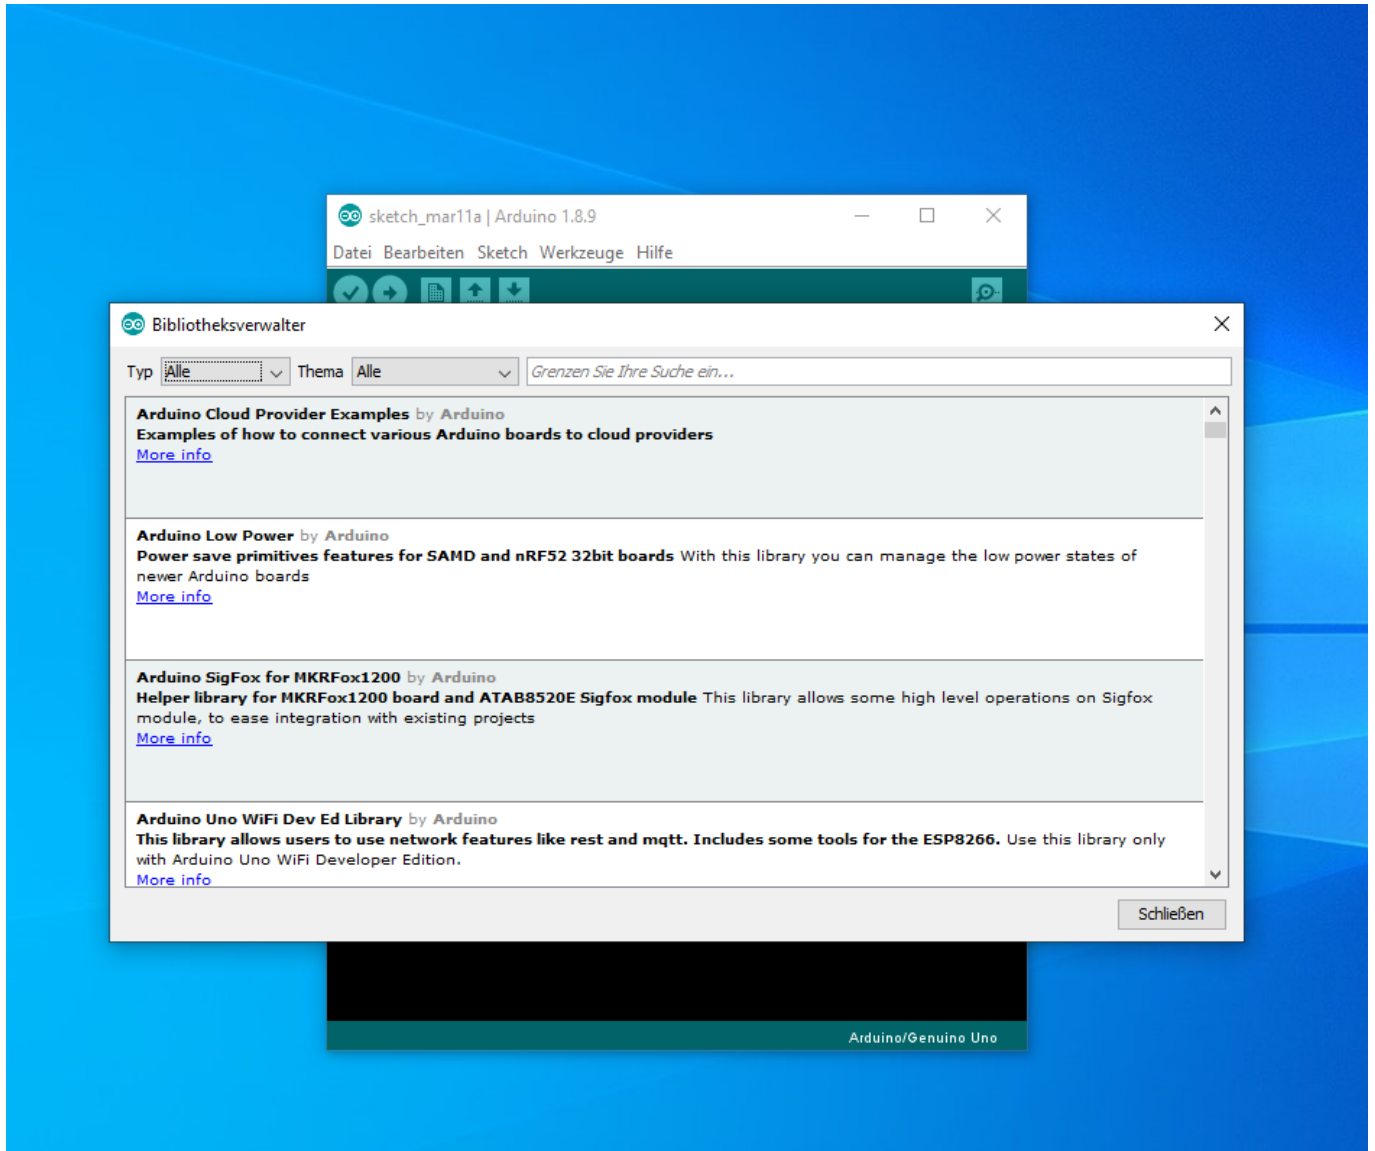 sketch_mar11a | Arduino 1.8.9
Datei Bearbeiten Sketch Werkzeuge Hilfe
Bibliotheksverwalter
Typ Alle Thema Alle Grenzen Sie Ihre Suche ein...
Arduino Cloud Provider Examples by Arduino
Examples of how to connect various Arduino boards to cloud providers
More info
Arduino Low Power by Arduino
Power save primitives features for SAMD and nRF52 32bit boards With this library you can manage the low power states of
newer Arduino boards
More info
Arduino SigFox for MKRFox1200 by Arduino
Helper library for MKRFox1200 board and ATAB8520E Sigfox module This library allows some high level operations on Sigfox
module, to ease integration with existing projects
More info
Arduino Uno WiFi Dev Ed Library by Arduino
This library allows users to use network features like rest and mqtt. Includes some tools for the ESP8266. Use this library only
with Arduino Uno WiFi Developer Edition.
More info
Schließen
Arduino/Genuino Uno